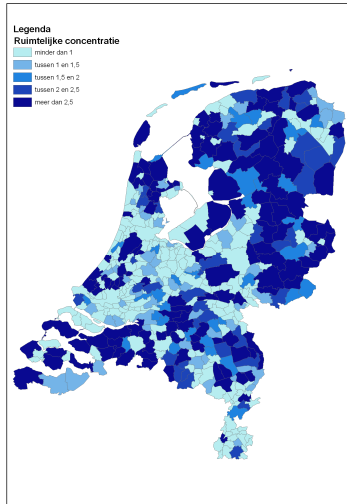 Legenda
Ruimtelijke concentratie
minder dan 1
tussen 1 en 1,5
tussen 1,5 en 2
tussen 2 en 2,5
meer dan 2,5